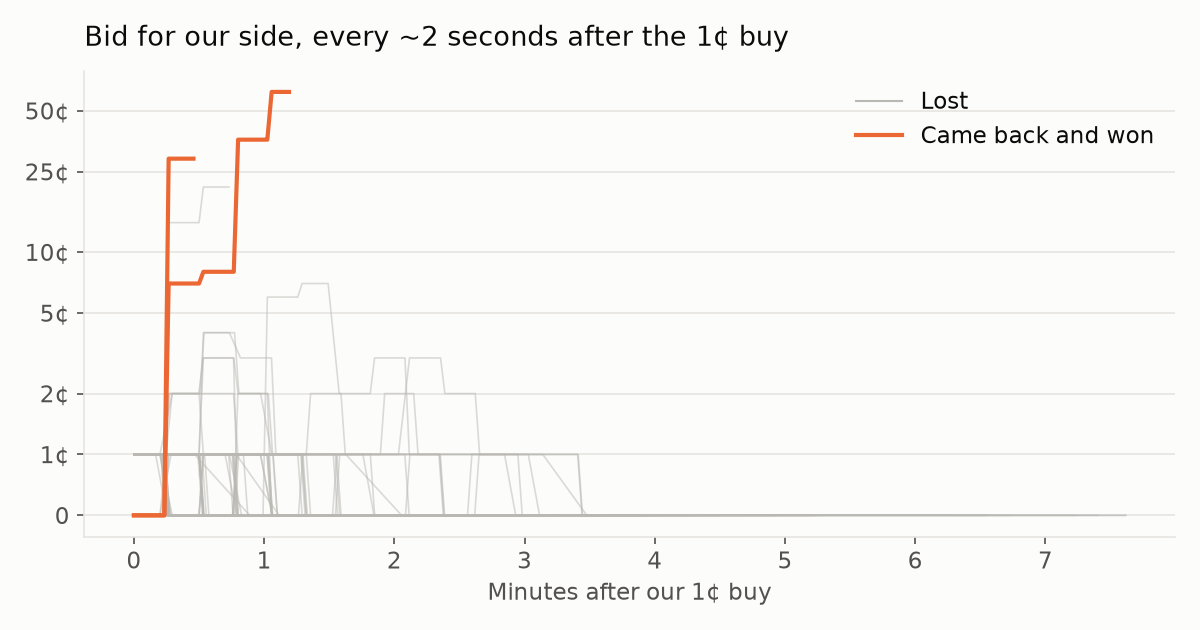 Bid for our side, every ~2 seconds after the 1¢ buy
Lost
Came back and won
50¢
25¢
10¢
5¢
2¢
1¢
0
0 1 2 3 4 5 6 7
Minutes after our 1¢ buy